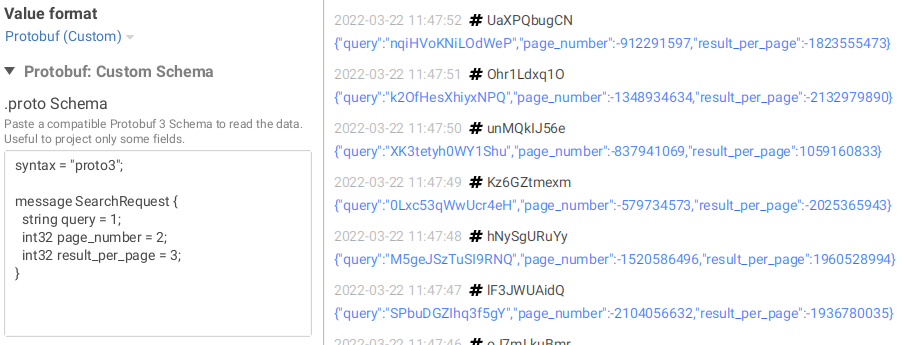 Value format
Protobuf (Custom)
Protobuf: Custom Schema
.proto Schema
Paste a compatible Protobuf 3 Schema to read the data.
Useful to project only some fields.
syntax = "proto3";
message SearchRequest {
string query = 1;
int32 page_number = 2;
int32 result_per_page = 3;
}
2022-03-22 11:47:52 # UaXPQbugCN
{"query":"nqiHVoKNiLOdWeP","page_number":-912291597,"result_per_page":-1823555473}
2022-03-22 11:47:51 # Ohr1Ldxq1O
{"query":"k2OfHesXhiyxNPQ","page_number":-1348934634,"result_per_page":-2132979890}
2022-03-22 11:47:50 # unMQkIJ56e
{"query":"XK3tetyh0WY1Shu","page_number":-837941069,"result_per_page":1059160833}
2022-03-22 11:47:49 # Kz6GZtmexm
{"query":"0Lxc53qWwUcr4eH","page_number":-579734573,"result_per_page":-2025365943}
2022-03-22 11:47:48 # hNySgURuYy
{"query":"M5geJSzTuSI9RNQ","page_number":-1520586496,"result_per_page":1960528994}
2022-03-22 11:47:47 # lF3JWUAidQ
{"query":"SPbuDGZIhq3f5gY","page_number":-2104056632,"result_per_page":-1936780035}
2022-03-22 11:47:46 #